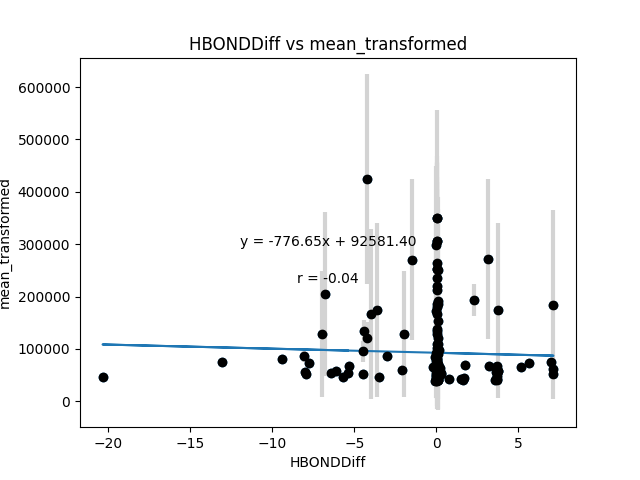 HBONDDiff vs mean_transformed
600000
500000
400000
300000
200000
100000
0
mean_transformed
y = -776.65x + 92581.40
r = -0.04
−20
−15
−10
−5
0
5
HBONDDiff